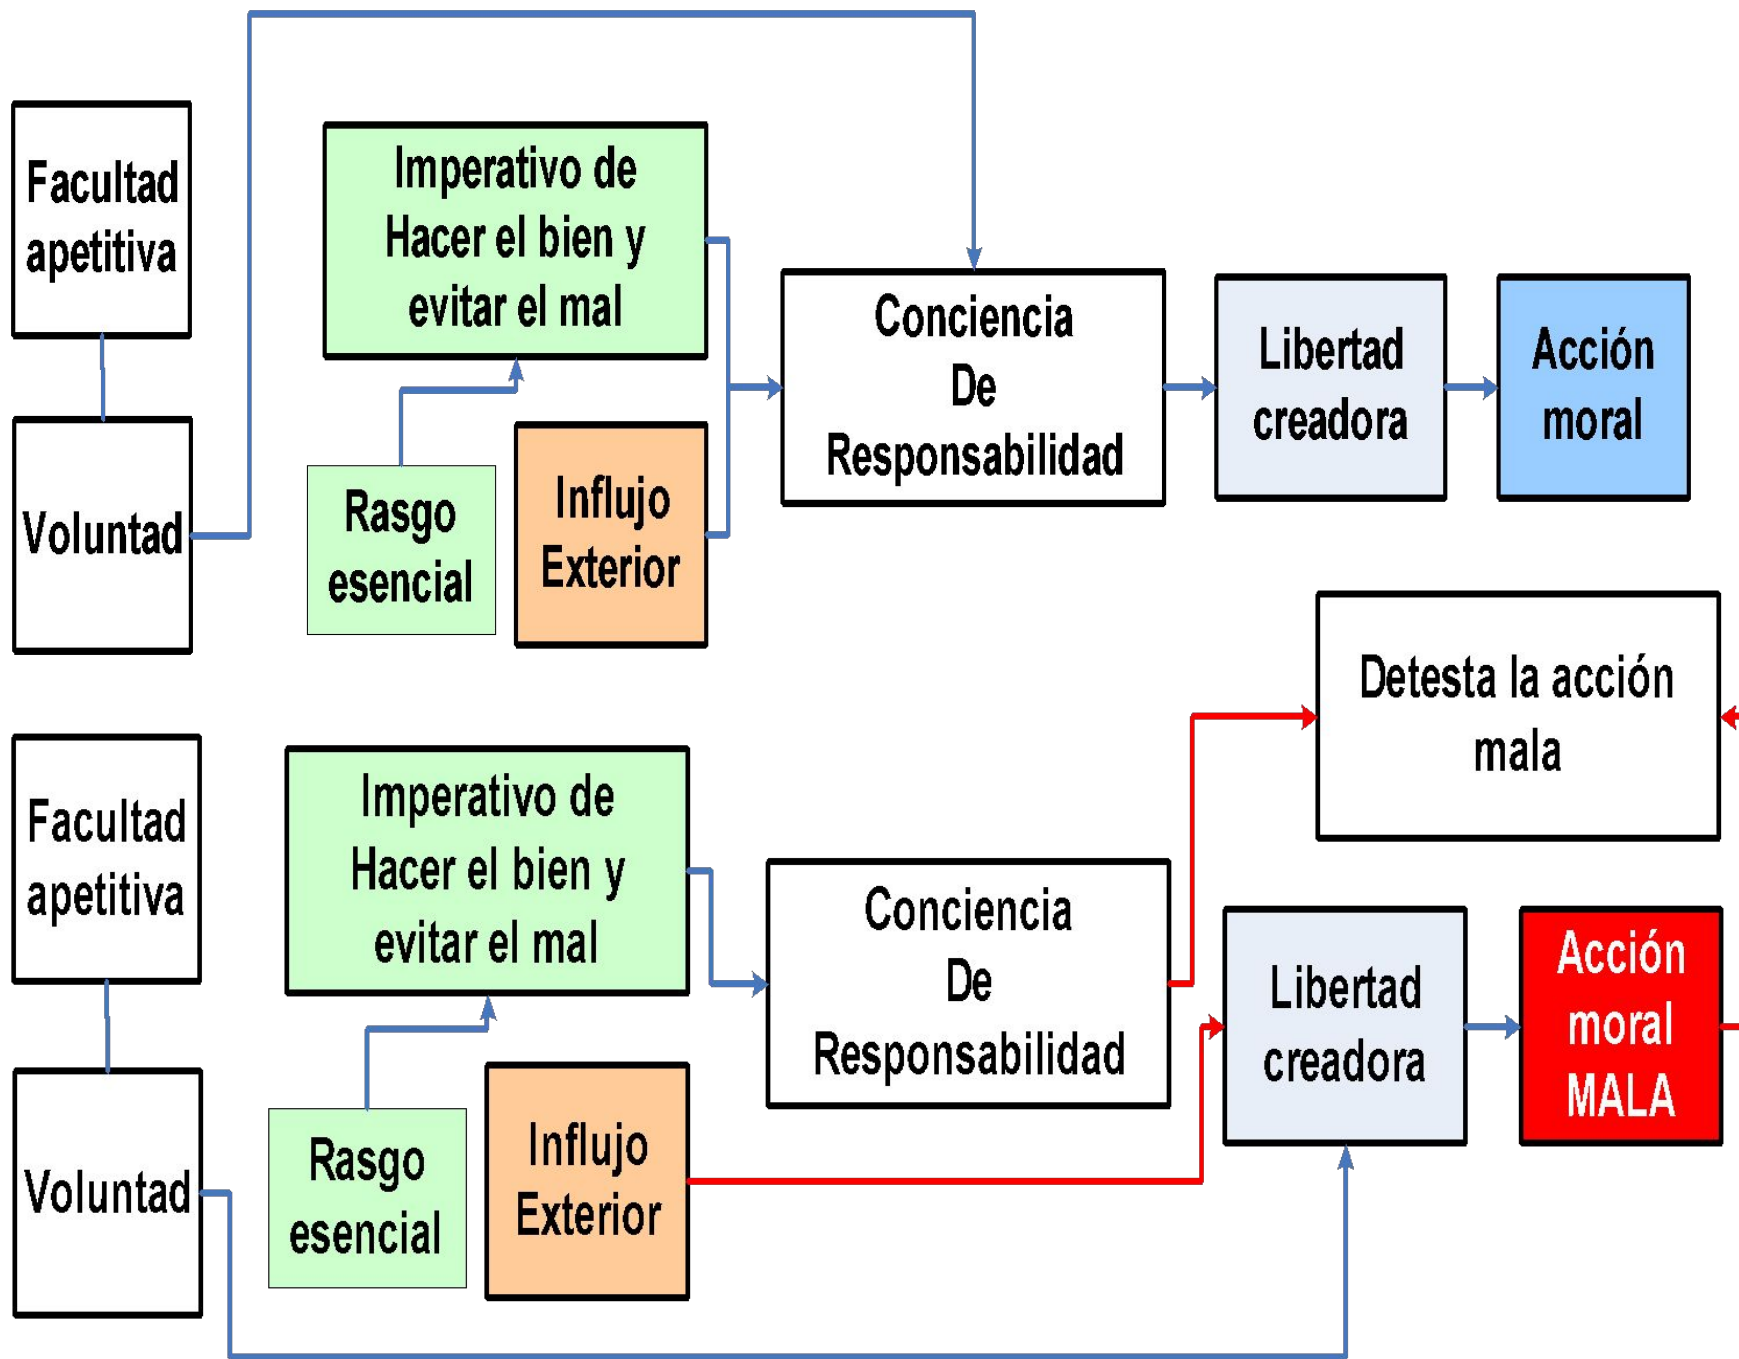 Facultad
apetitiva
Voluntad
Imperativo de
Hacer el bien y
evitar el mal
Rasgo
esencial
Influjo
Exterior
Conciencia
De
Responsabilidad
Libertad
creadora
Acción
moral
Detesta la acción
mala
Facultad
apetitiva
Voluntad
Imperativo de
Hacer el bien y
evitar el mal
Rasgo
esencial
Influjo
Exterior
Conciencia
De
Responsabilidad
Libertad
creadora
Acción
moral
MALA